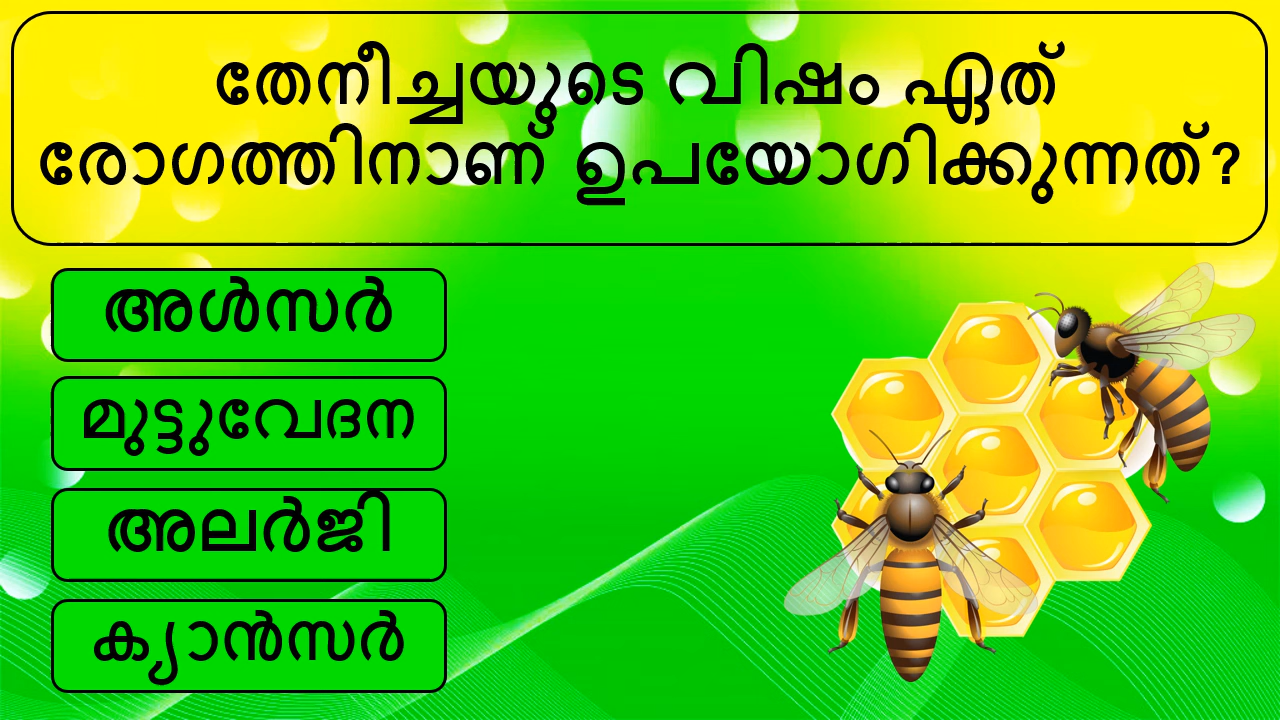 തേനീച്ചയുടെ വിഷം ഏത്
രോഗത്തിനാണ് ഉപയോഗിക്കുന്നത്?
അൾസർ
മുട്ടുവേദന
അലർജി
ക്യാൻസർ